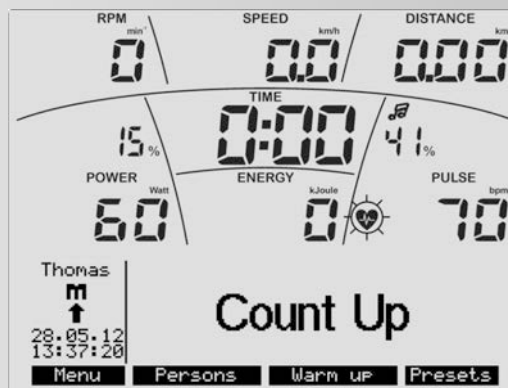 RPM SPEED DISTANCE
min⁻¹ km/h km
0 0.0 0.00
TIME
15% 0:00 41%
POWER ENERGY PULSE
Watt kJoule bpm
60 0 70
Thomas
m
Count Up
28.05.12
13:37:20
Menu Persons Warm up Presets